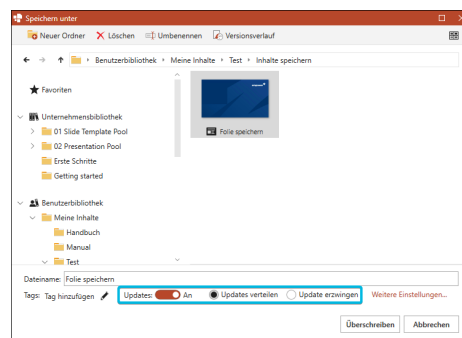 Speichern unter
Neuer Ordner Löschen Umbenennen Versionsverlauf
Benutzerbibliothek Meine Inhalte Test Inhalte speichern
Favoriten
Unternehmensbibliothek
01 Slide Template Pool
02 Presentation Pool
Erste Schritte
Getting started
Benutzerbibliothek
Meine Inhalte
Handbuch
Manual
Test
Folie speichern
Dateiname: Folie speichern
Tags: Tag hinzufügen Updates: An Updates verteilen Update erzwingen Weitere Einstellungen...
Überschreiben Abbrechen